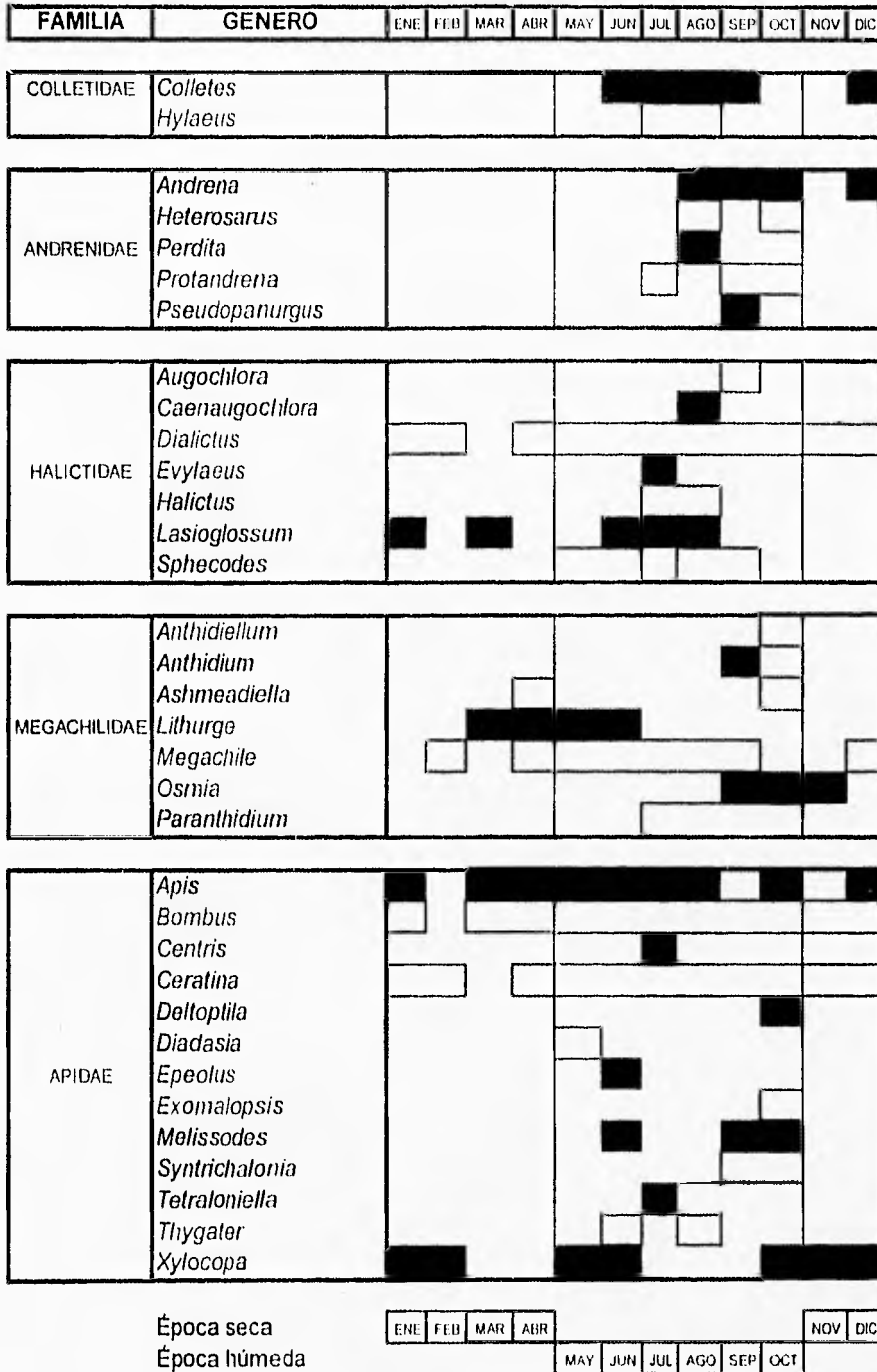 FAMILIA GENERO ENE FEB MAR ABR MAY JUN JUL AGO SEP OCT NOV DIC
COLLETIDAE Colletes
Hylaeus
Andrena
Heterosarus
ANDRENIDAE Perdita
Protandrena
Pseudopanurgus
Augochlora
Caenaugochlora
Dialictus
HALICTIDAE Evylaeus
Halictus
Lasioglossum
Sphecodes
Anthidiellum
Anthidium
Ashmeadiella
MEGACHILIDAE Lithurge
Megachile
Osmia
Paranthidium
Apis
Bombus
Centris
Ceratina
Deltoptila
Diadasia
APIDAE Epeolus
Exomalopsis
Melissodes
Syntrichalonia
Tetraloniella
Thygater
Xylocopa
Época seca ENE FEB MAR ABR NOV DIC
Época húmeda MAY JUN JUL AGO SEP OCT